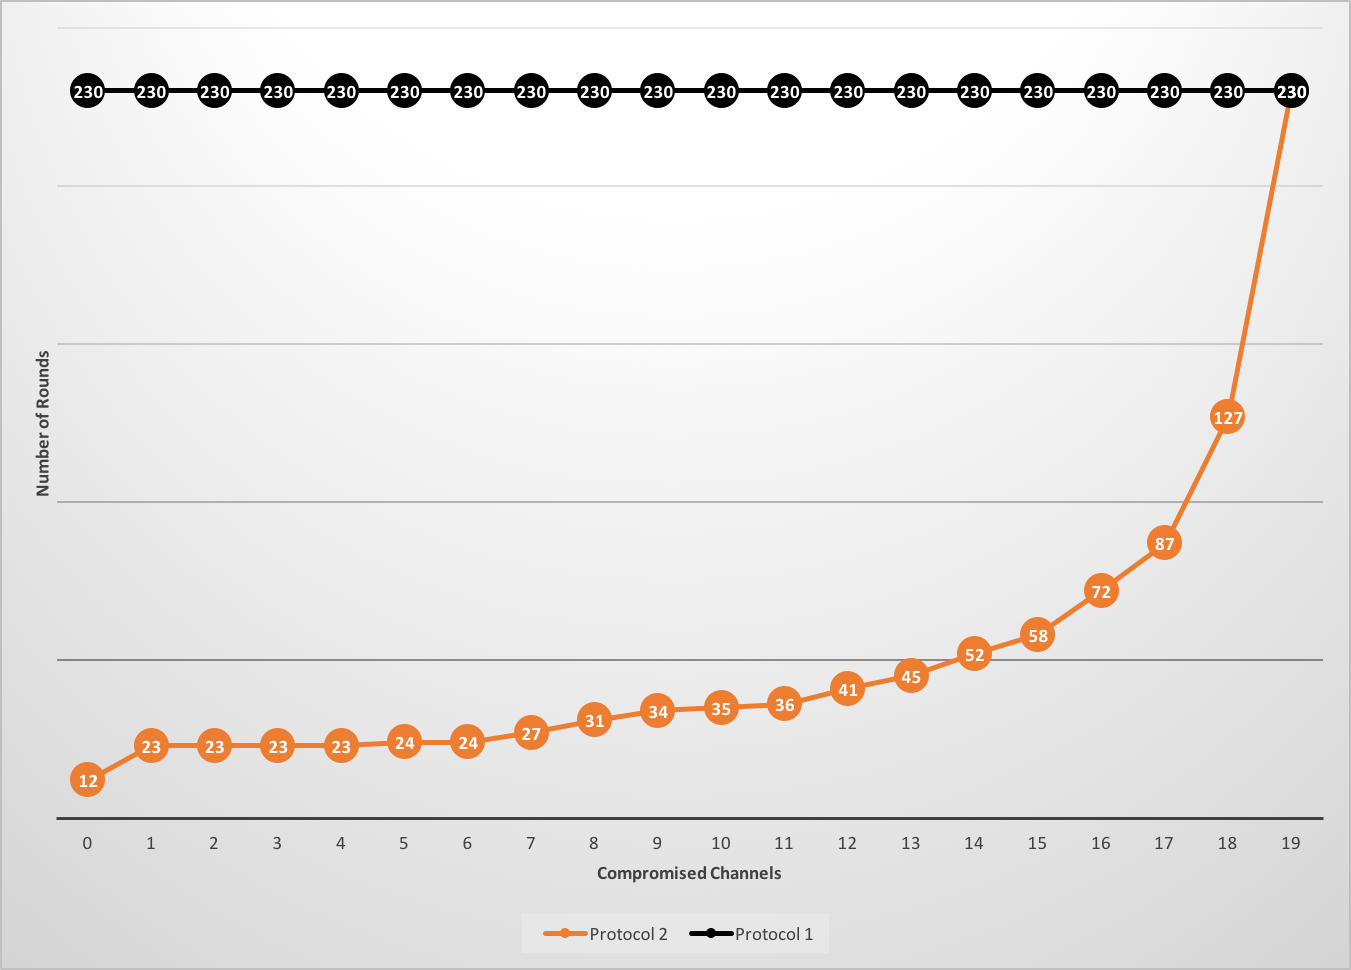 230 230 230 230 230 230 230 230 230 230 230 230 230 230 230 230 230 230 230 230
Number of Rounds
12 23 23 23 23 24 24 27 31 34 35 36 41 45 52 58 72 87 127
0 1 2 3 4 5 6 7 8 9 10 11 12 13 14 15 16 17 18 19
Compromised Channels
Protocol 2 Protocol 1